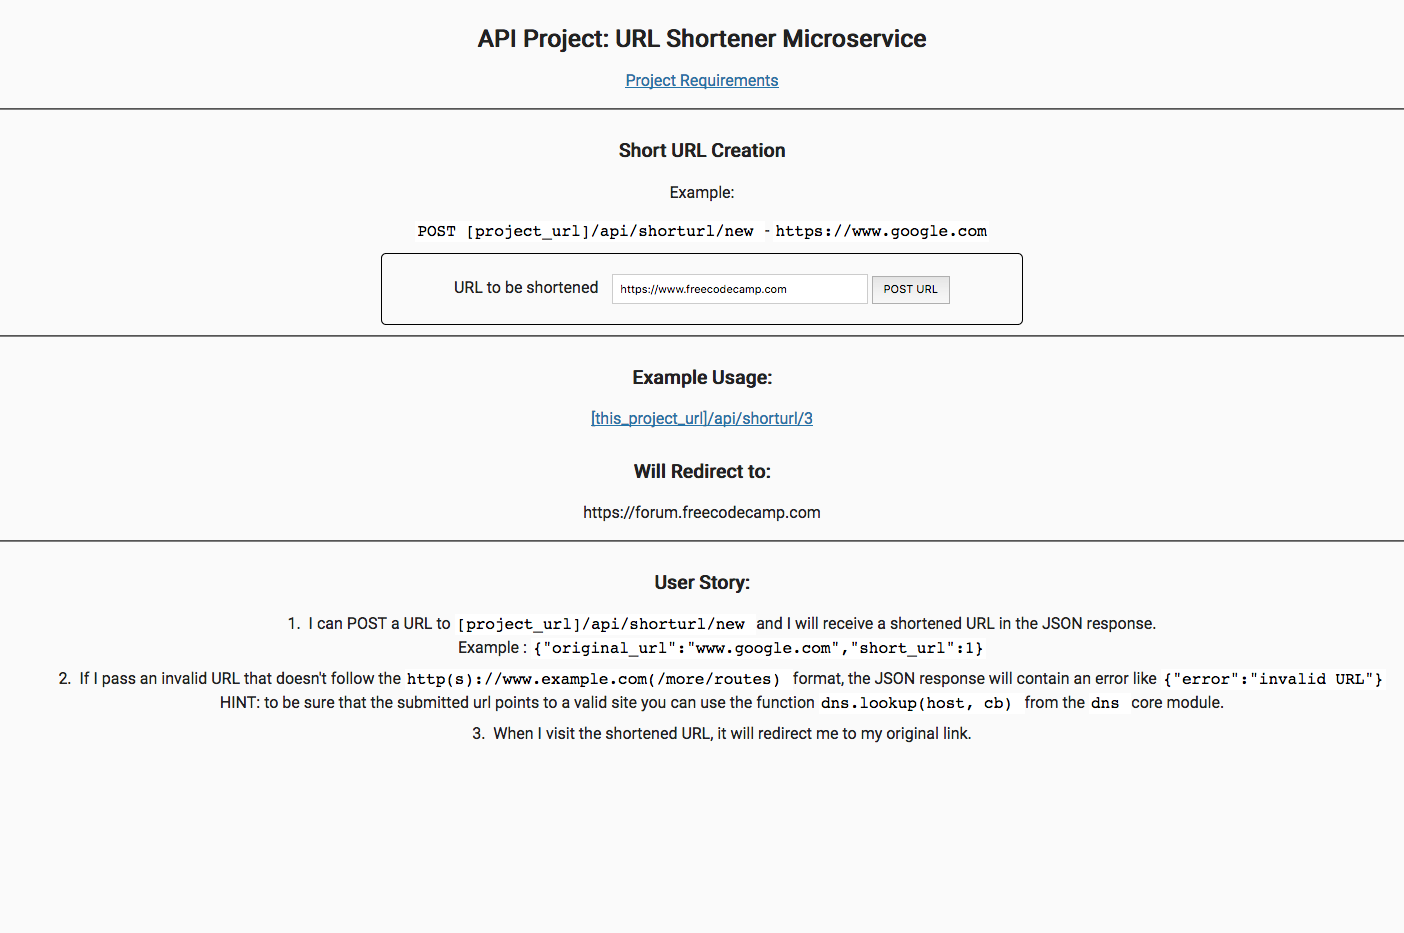 API Project: URL Shortener Microservice
Project Requirements
Short URL Creation
Example:
POST [project_url]/api/shorturl/new - https://www.google.com
URL to be shortened https://www.freecodecamp.com POST URL
Example Usage:
[this_project_url]/api/shorturl/3
Will Redirect to:
https://forum.freecodecamp.com
User Story:
1. I can POST a URL to [project_url]/api/shorturl/new and I will receive a shortened URL in the JSON response.
Example : {"original_url":"www.google.com","short_url":1}
2. If I pass an invalid URL that doesn't follow the http(s)://www.example.com(/more/routes) format, the JSON response will contain an error like {"error":"invalid URL"}
HINT: to be sure that the submitted url points to a valid site you can use the function dns.lookup(host, cb) from the dns core module.
3. When I visit the shortened URL, it will redirect me to my original link.